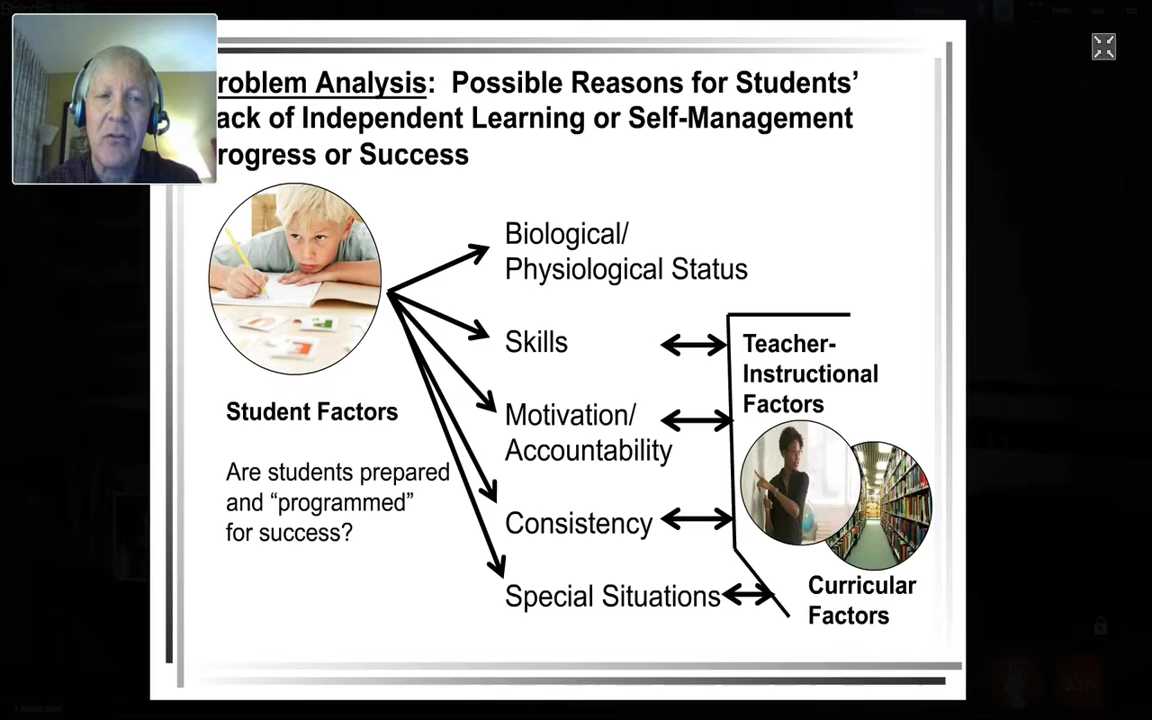 roblem Analysis: Possible Reasons for Students'
ack of Independent Learning or Self-Management
rogress or Success
Biological/
Physiological Status
Skills
Motivation/
Accountability
Consistency
Special Situations
Student Factors
Are students prepared
and “programmed”
for success?
Teacher-
Instructional
Factors
Curricular
Factors